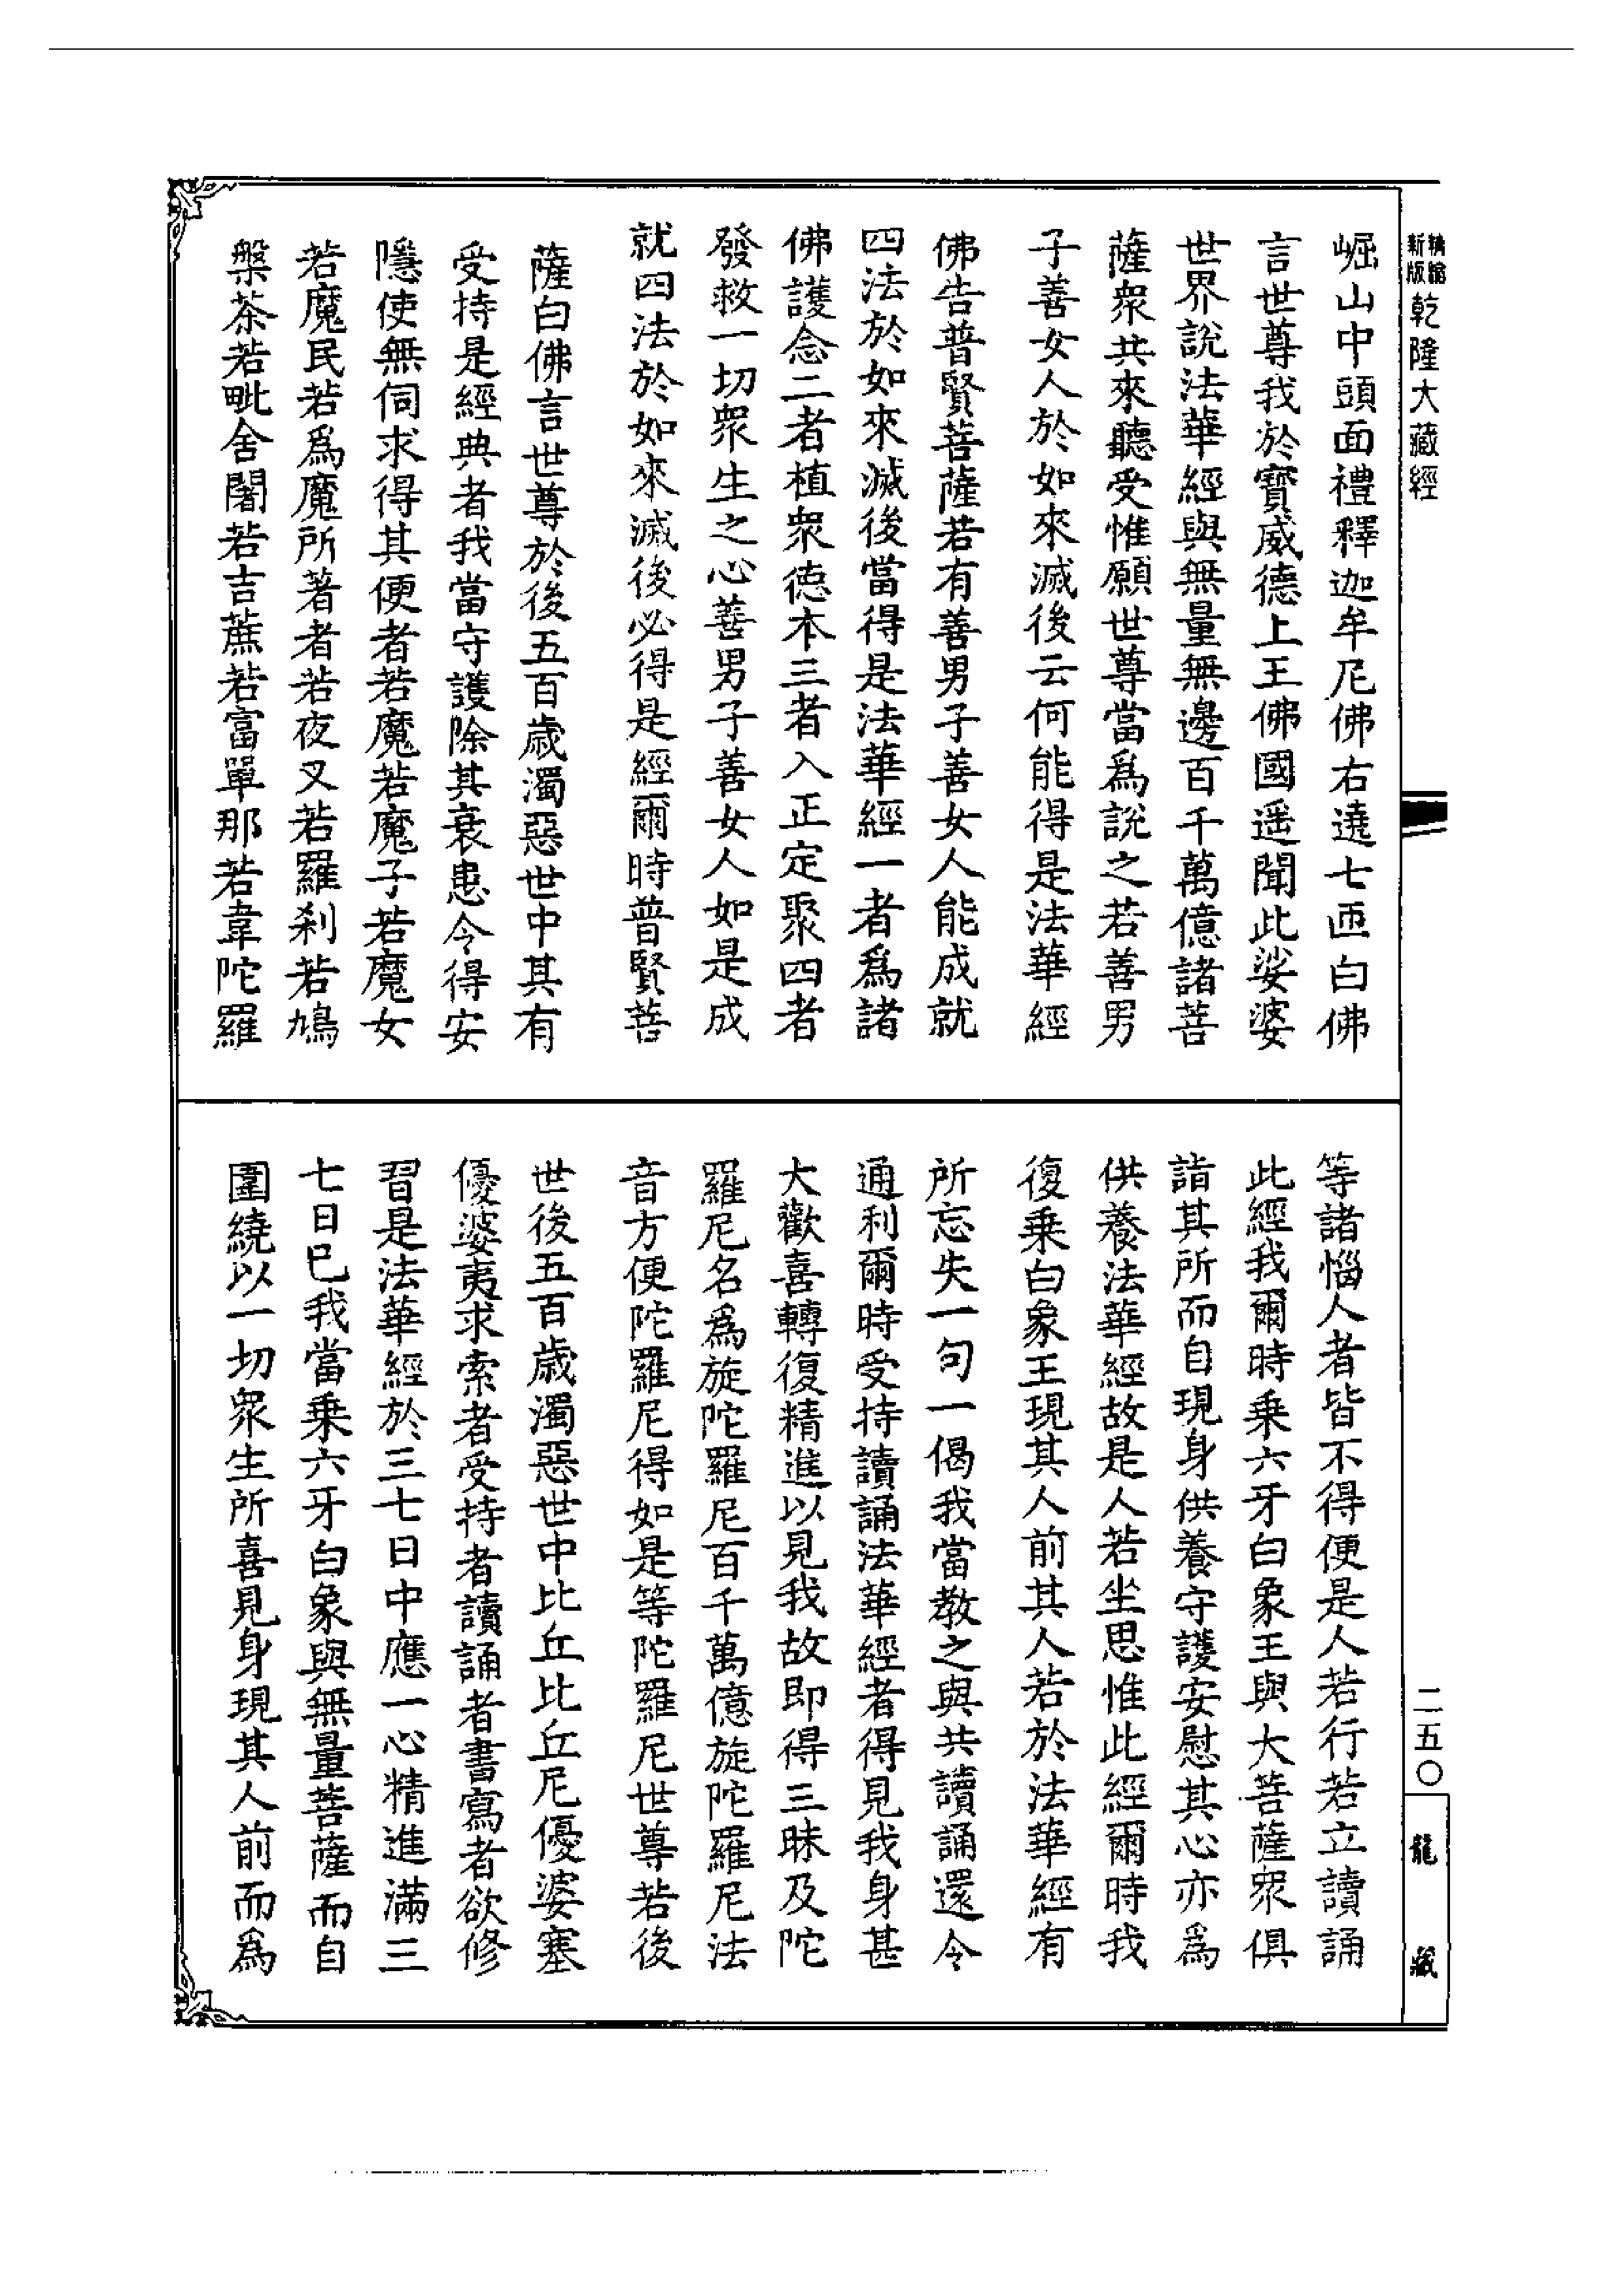 新版精縮乾隆大藏經
崛山中頭面禮釋迦牟尼佛右遶七匝白佛
言世尊我於寶威德上王佛國遥聞此娑婆
世界說法華經與無量無邊百千萬億諸菩
薩衆共來聽受惟願世尊當爲說之若善男
子善女人於如來滅後云何能得是法華經
佛告普賢菩薩若有善男子善女人能成就
四法於如來滅後當得是法華經一者爲諸
佛護念二者植衆徳本三者入正定聚四者
發救一切衆生之心善男子善女人如是成
就四法於如來滅後必得是經爾時普賢菩
薩白佛言世尊於後五百歲濁惡世中其有
受持是經典者我當守護除其衰患令得安
隱使無伺求得其便者若魔若魔子若魔女
若魔民若爲魔所著者若夜叉若羅刹若鳩
槃茶若毗舍闍若吉蔗若富單那若韋陀羅
等諸惱人者皆不得便是人若行若立讀誦
此經我爾時乗六牙白象王與大菩薩衆俱
詣其所而自現身供養守護安慰其心亦爲
供養法華經故是人若坐思惟此經爾時我
復乗白象王現其人前其人若於法華經有
所忘失一句一偈我當教之與共讀誦還令
通利爾時受持讀誦法華經者得見我身甚
大歡喜轉復精進以見我故即得三昧及陀
羅尼名爲旋陀羅尼百千萬億旋陀羅尼法
音方便陀羅尼得如是等陀羅尼世尊若後
世後五百歲濁惡世中比丘比丘尼優婆塞
優婆夷求索者受持者讀誦者書寫者欲修
習是法華經於三七日中應一心精進滿三
七日已我當乗六牙白象與無量菩薩而自
圍繞以一切衆生所喜見身現其人前而爲
二五〇
龍藏